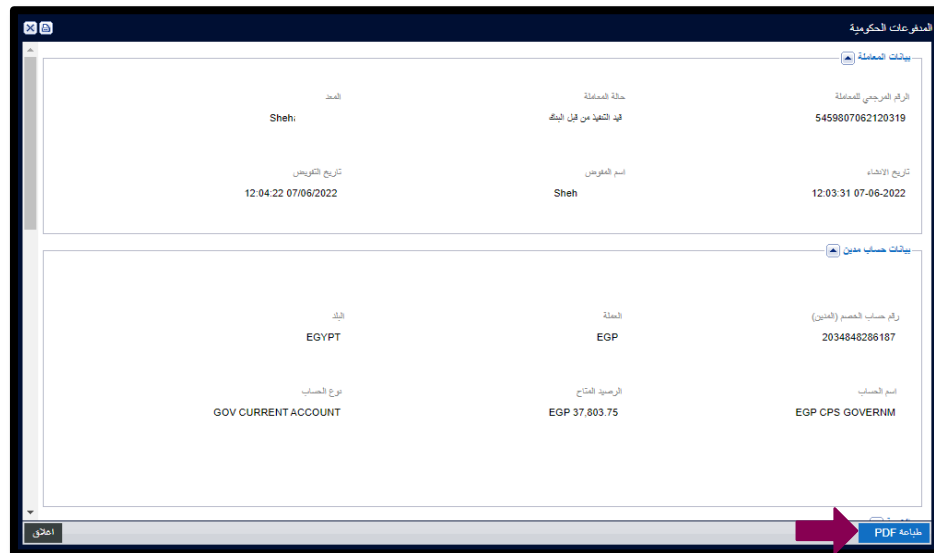 المدفوعات الحكومية
بيانات المعاملة
الرقم المرجعي للمعاملة حالة المعاملة المعد
5459807062120319 قيد التنفيذ من قبل البنك Sheh
تاريخ الانشاء اسم المفوض تاريخ التفويض
12:03:31 07-06-2022 Sheh 12:04:22 07/06/2022
بيانات حساب مدين
رقم حساب الخصم (المدين) العملة البلد
2034848286187 EGP EGYPT
اسم الحساب الرصيد المتاح نوع الحساب
EGP CPS GOVERNM EGP 37,803.75 GOV CURRENT ACCOUNT
طباعة PDF اغلاق